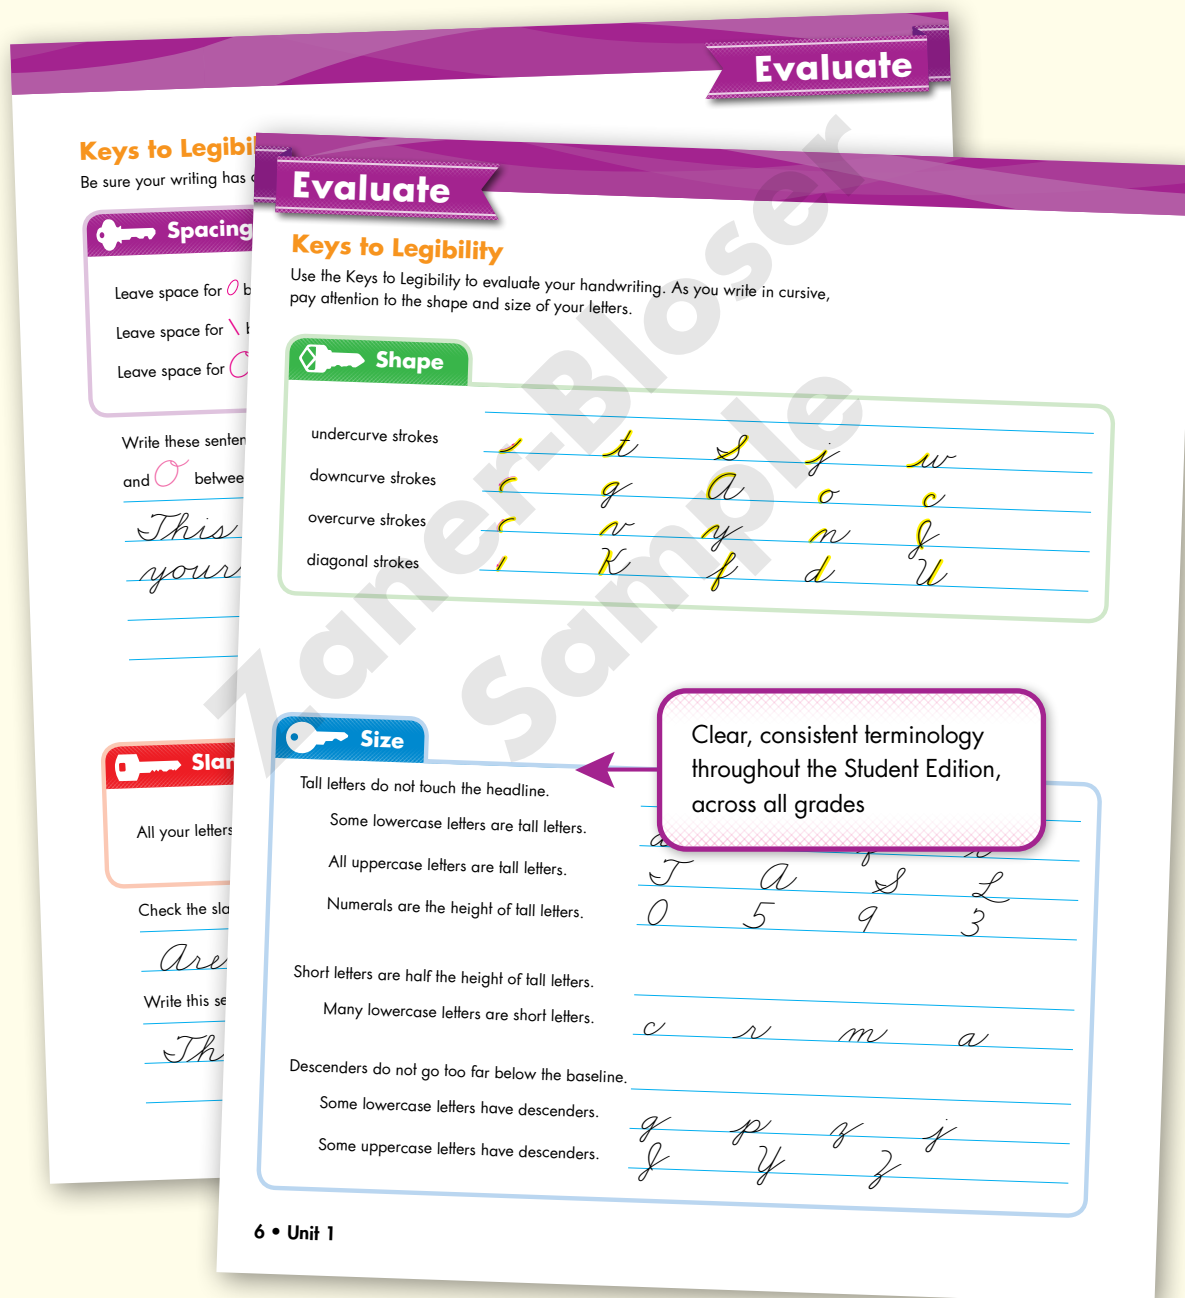 Evaluate
Keys to Legibil
Be sure your writing has
Spacing
Leave space for O b
Leave space for \ b
Leave space for O
Write these senten
and O betwee
This
your
Slan
All your letters
Check the sla
Are
Write this se
Th
Evaluate
Keys to Legibility
Use the Keys to Legibility to evaluate your handwriting. As you write in cursive,
pay attention to the shape and size of your letters.
Shape
undercurve strokes t S j w
downcurve strokes g A o c
overcurve strokes v y n J
diagonal strokes K f d U
Size
Tall letters do not touch the headline.
Some lowercase letters are tall letters.
All uppercase letters are tall letters. T A S L
Numerals are the height of tall letters. 0 5 9 3
Short letters are half the height of tall letters.
Many lowercase letters are short letters. c r m a
Descenders do not go too far below the baseline.
Some lowercase letters have descenders. g p z j
Some uppercase letters have descenders. J Y Z
Clear, consistent terminology
throughout the Student Edition,
across all grades
6 • Unit 1
Zaner-Bloser
Sample